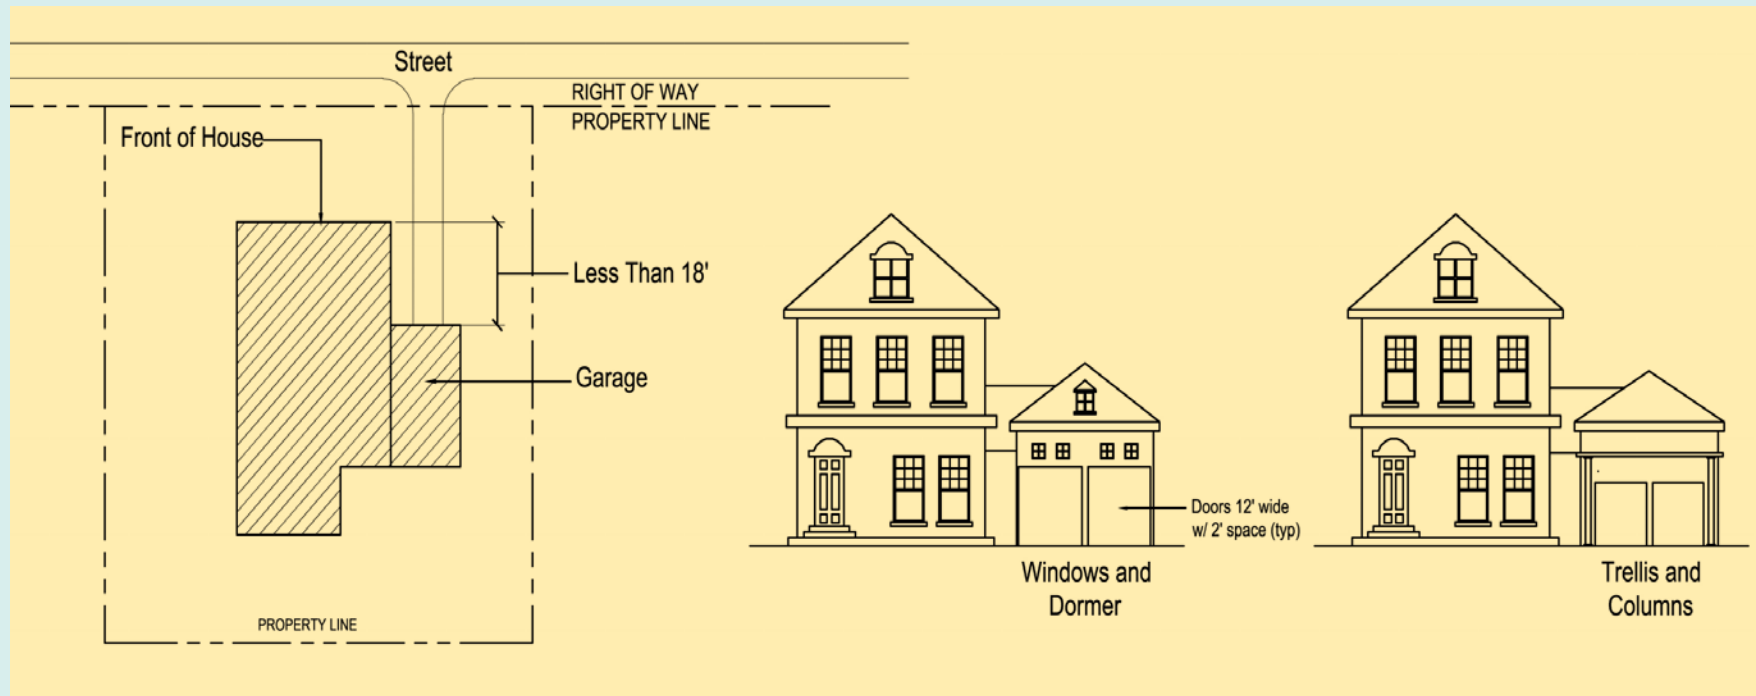 Street
RIGHT OF WAY
PROPERTY LINE
Front of House
Less Than 18'
Garage
PROPERTY LINE
Doors 12' wide
w/ 2' space (typ)
Windows and
Dormer
Trellis and
Columns